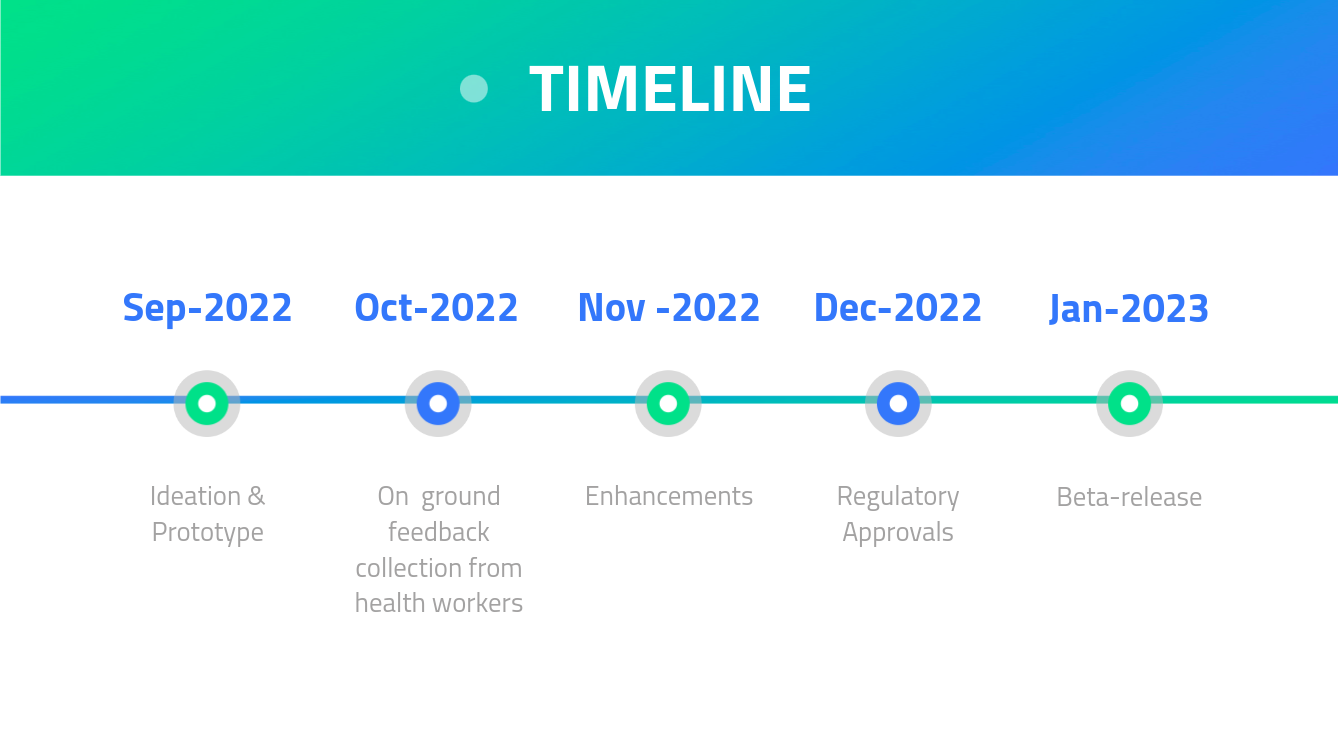 TIMELINE
Sep-2022
Oct-2022
Nov -2022
Dec-2022
Jan-2023
Ideation &
Prototype
On  ground
feedback
collection from
health workers
Enhancements
Regulatory
Approvals
Beta-release